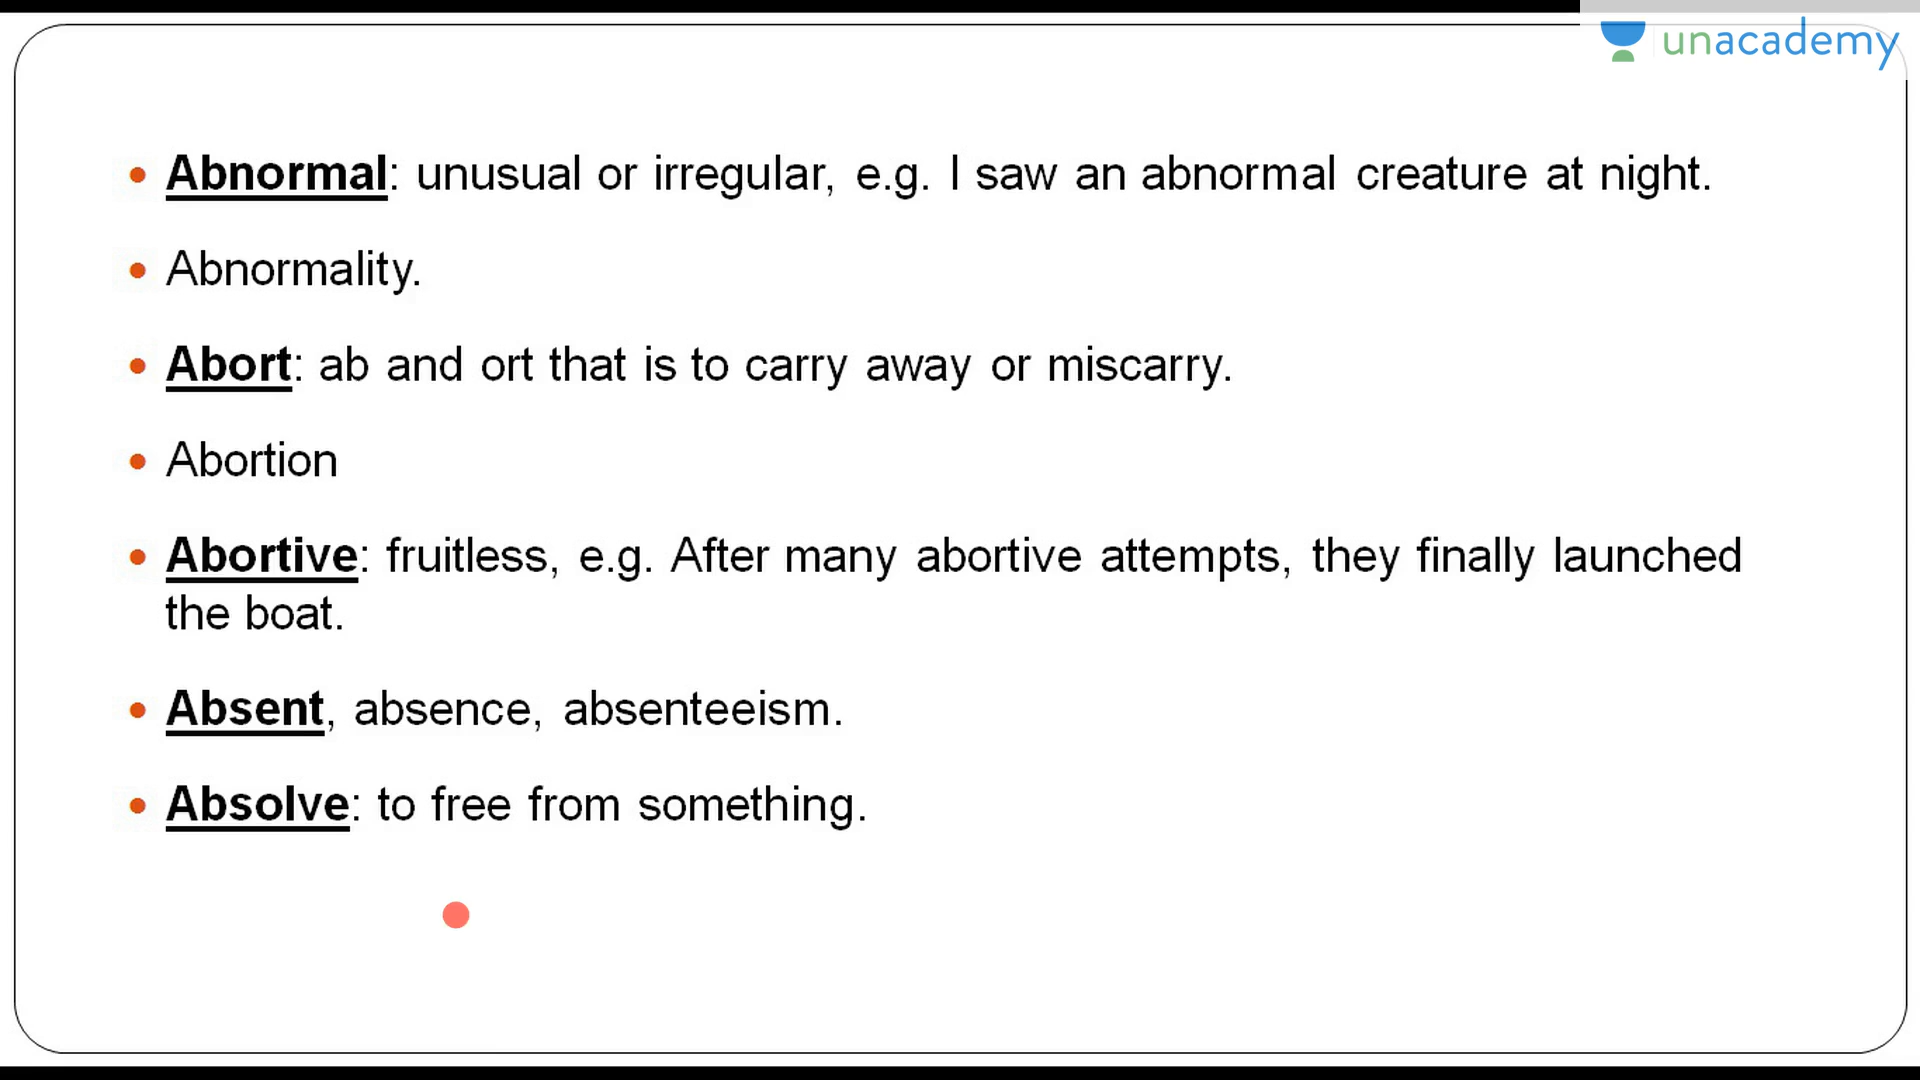 unacademy
• Abnormal: unusual or irregular, e.g. I saw an abnormal creature at night.
• Abnormality.
• Abort: ab and ort that is to carry away or miscarry.
• Abortion
• Abortive: fruitless, e.g. After many abortive attempts, they finally launched
the boat.
• Absent, absence, absenteeism.
• Absolve: to free from something.